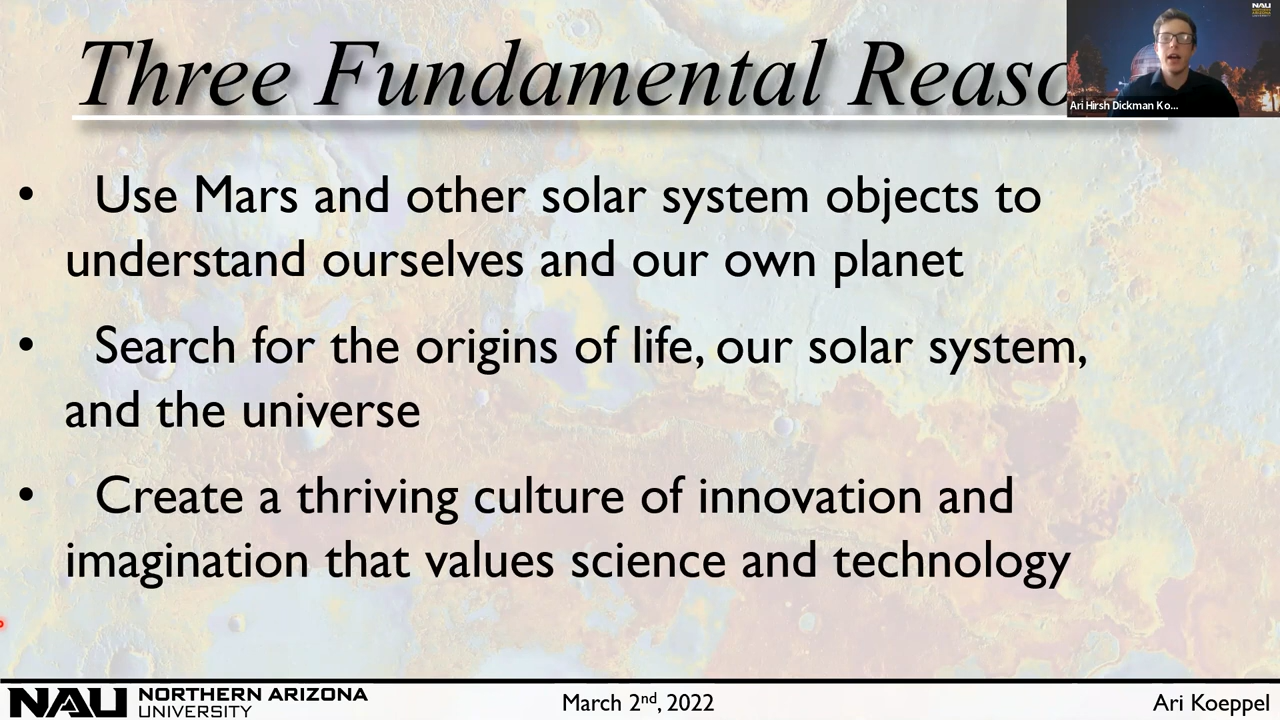 Three Fundamental Reaso
NAU
Ari Hirsh Dickman Ko...
• Use Mars and other solar system objects to
understand ourselves and our own planet
• Search for the origins of life, our solar system,
and the universe
• Create a thriving culture of innovation and
imagination that values science and technology
NAU NORTHERN ARIZONA
UNIVERSITY
March 2nd, 2022
Ari Koeppel